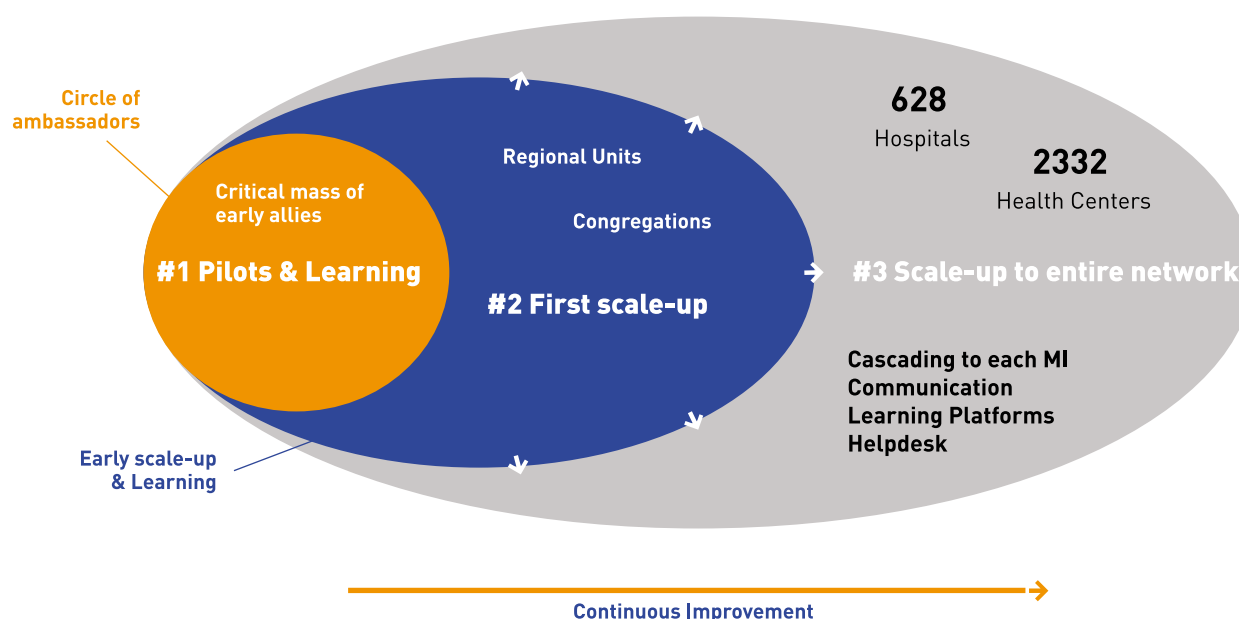 Circle of
ambassadors
Critical mass of
early allies
#1 Pilots & Learning
Regional Units
Congregations
#2 First scale-up
628
Hospitals
2332
Health Centers
#3 Scale-up to entire network
Cascading to each MI
Communication
Learning Platforms
Helpdesk
Early scale-up
& Learning
Continuous Improvement